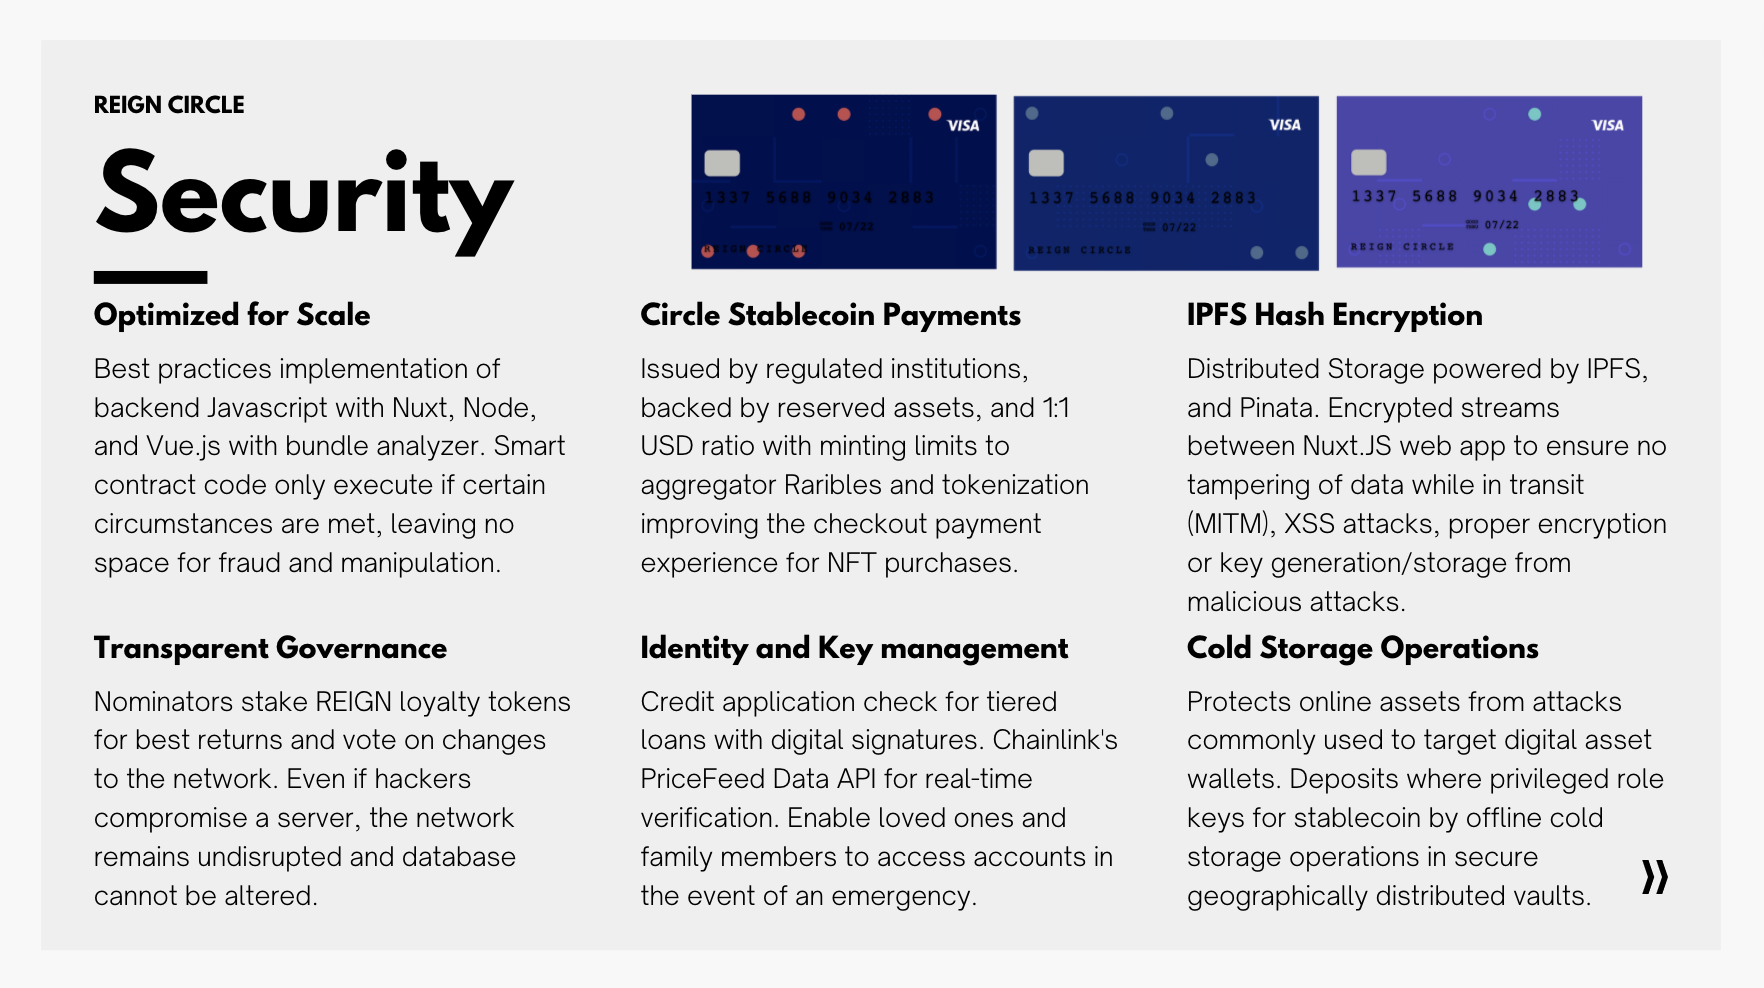 REIGN CIRCLE
Security
VISA
1337 5688 9034 2883
07/22
REIGN CIRCLE
VISA
1337 5688 9034 2883
07/22
REIGN CIRCLE
VISA
1337 5688 9034 2883
07/22
REIGN CIRCLE
Optimized for Scale
Best practices implementation of
backend Javascript with Nuxt, Node,
and Vue.js with bundle analyzer. Smart
contract code only execute if certain
circumstances are met, leaving no
space for fraud and manipulation.
Circle Stablecoin Payments
Issued by regulated institutions,
backed by reserved assets, and 1:1
USD ratio with minting limits to
aggregator Raribles and tokenization
improving the checkout payment
experience for NFT purchases.
IPFS Hash Encryption
Distributed Storage powered by IPFS,
and Pinata. Encrypted streams
between Nuxt.JS web app to ensure no
tampering of data while in transit
(MITM), XSS attacks, proper encryption
or key generation/storage from
malicious attacks.
Transparent Governance
Nominators stake REIGN loyalty tokens
for best returns and vote on changes
to the network. Even if hackers
compromise a server, the network
remains undisrupted and database
cannot be altered.
Identity and Key management
Credit application check for tiered
loans with digital signatures. Chainlink's
PriceFeed Data API for real-time
verification. Enable loved ones and
family members to access accounts in
the event of an emergency.
Cold Storage Operations
Protects online assets from attacks
commonly used to target digital asset
wallets. Deposits where privileged role
keys for stablecoin by offline cold
storage operations in secure
geographically distributed vaults.